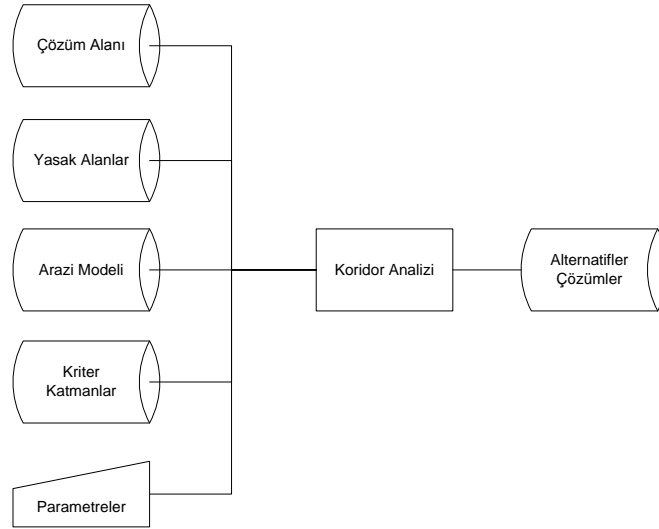 Çözüm Alanı
Yasak Alanlar
Arazi Modeli
Kriter
Katmanlar
Parametreler
Koridor Analizi
Alternatifler
Çözümler